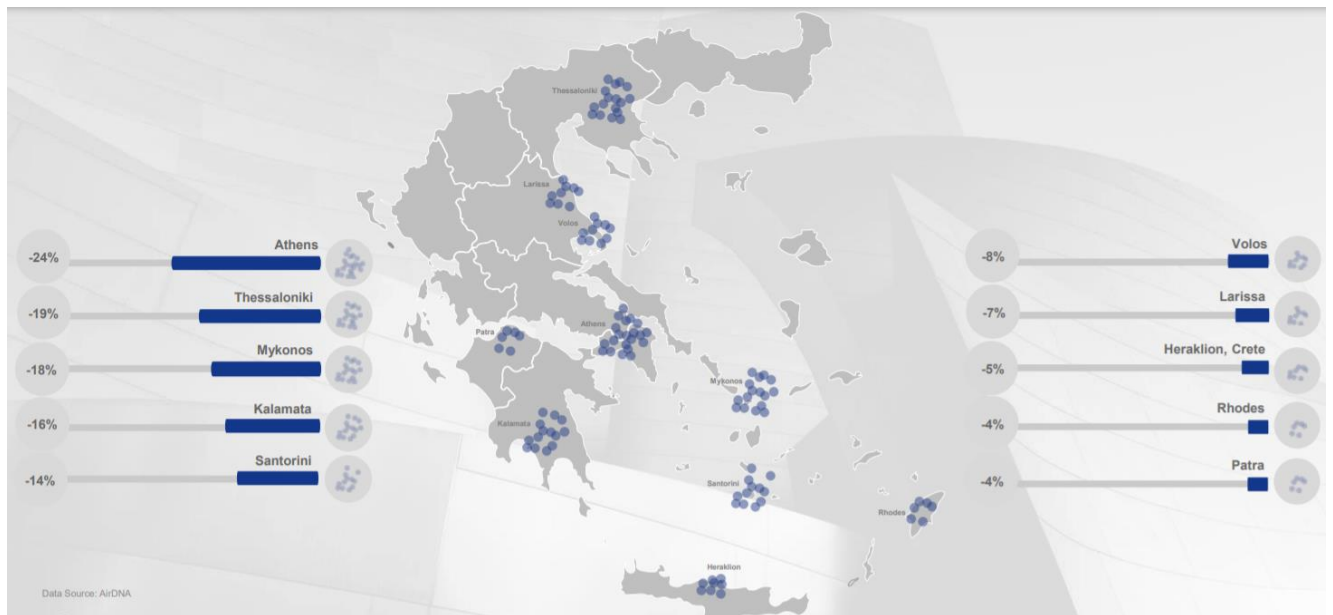 Thessaloniki
Larissa
Volos
Athens
Patra
Mykonos
Kalamata
Santorini
Rhodes
Heraklion
Athens
-24%
Thessaloniki
-19%
Mykonos
-18%
Kalamata
-16%
Santorini
-14%
Volos
-8%
Larissa
-7%
Heraklion, Crete
-5%
Rhodes
-4%
Patra
-4%
Data Source: AirDNA